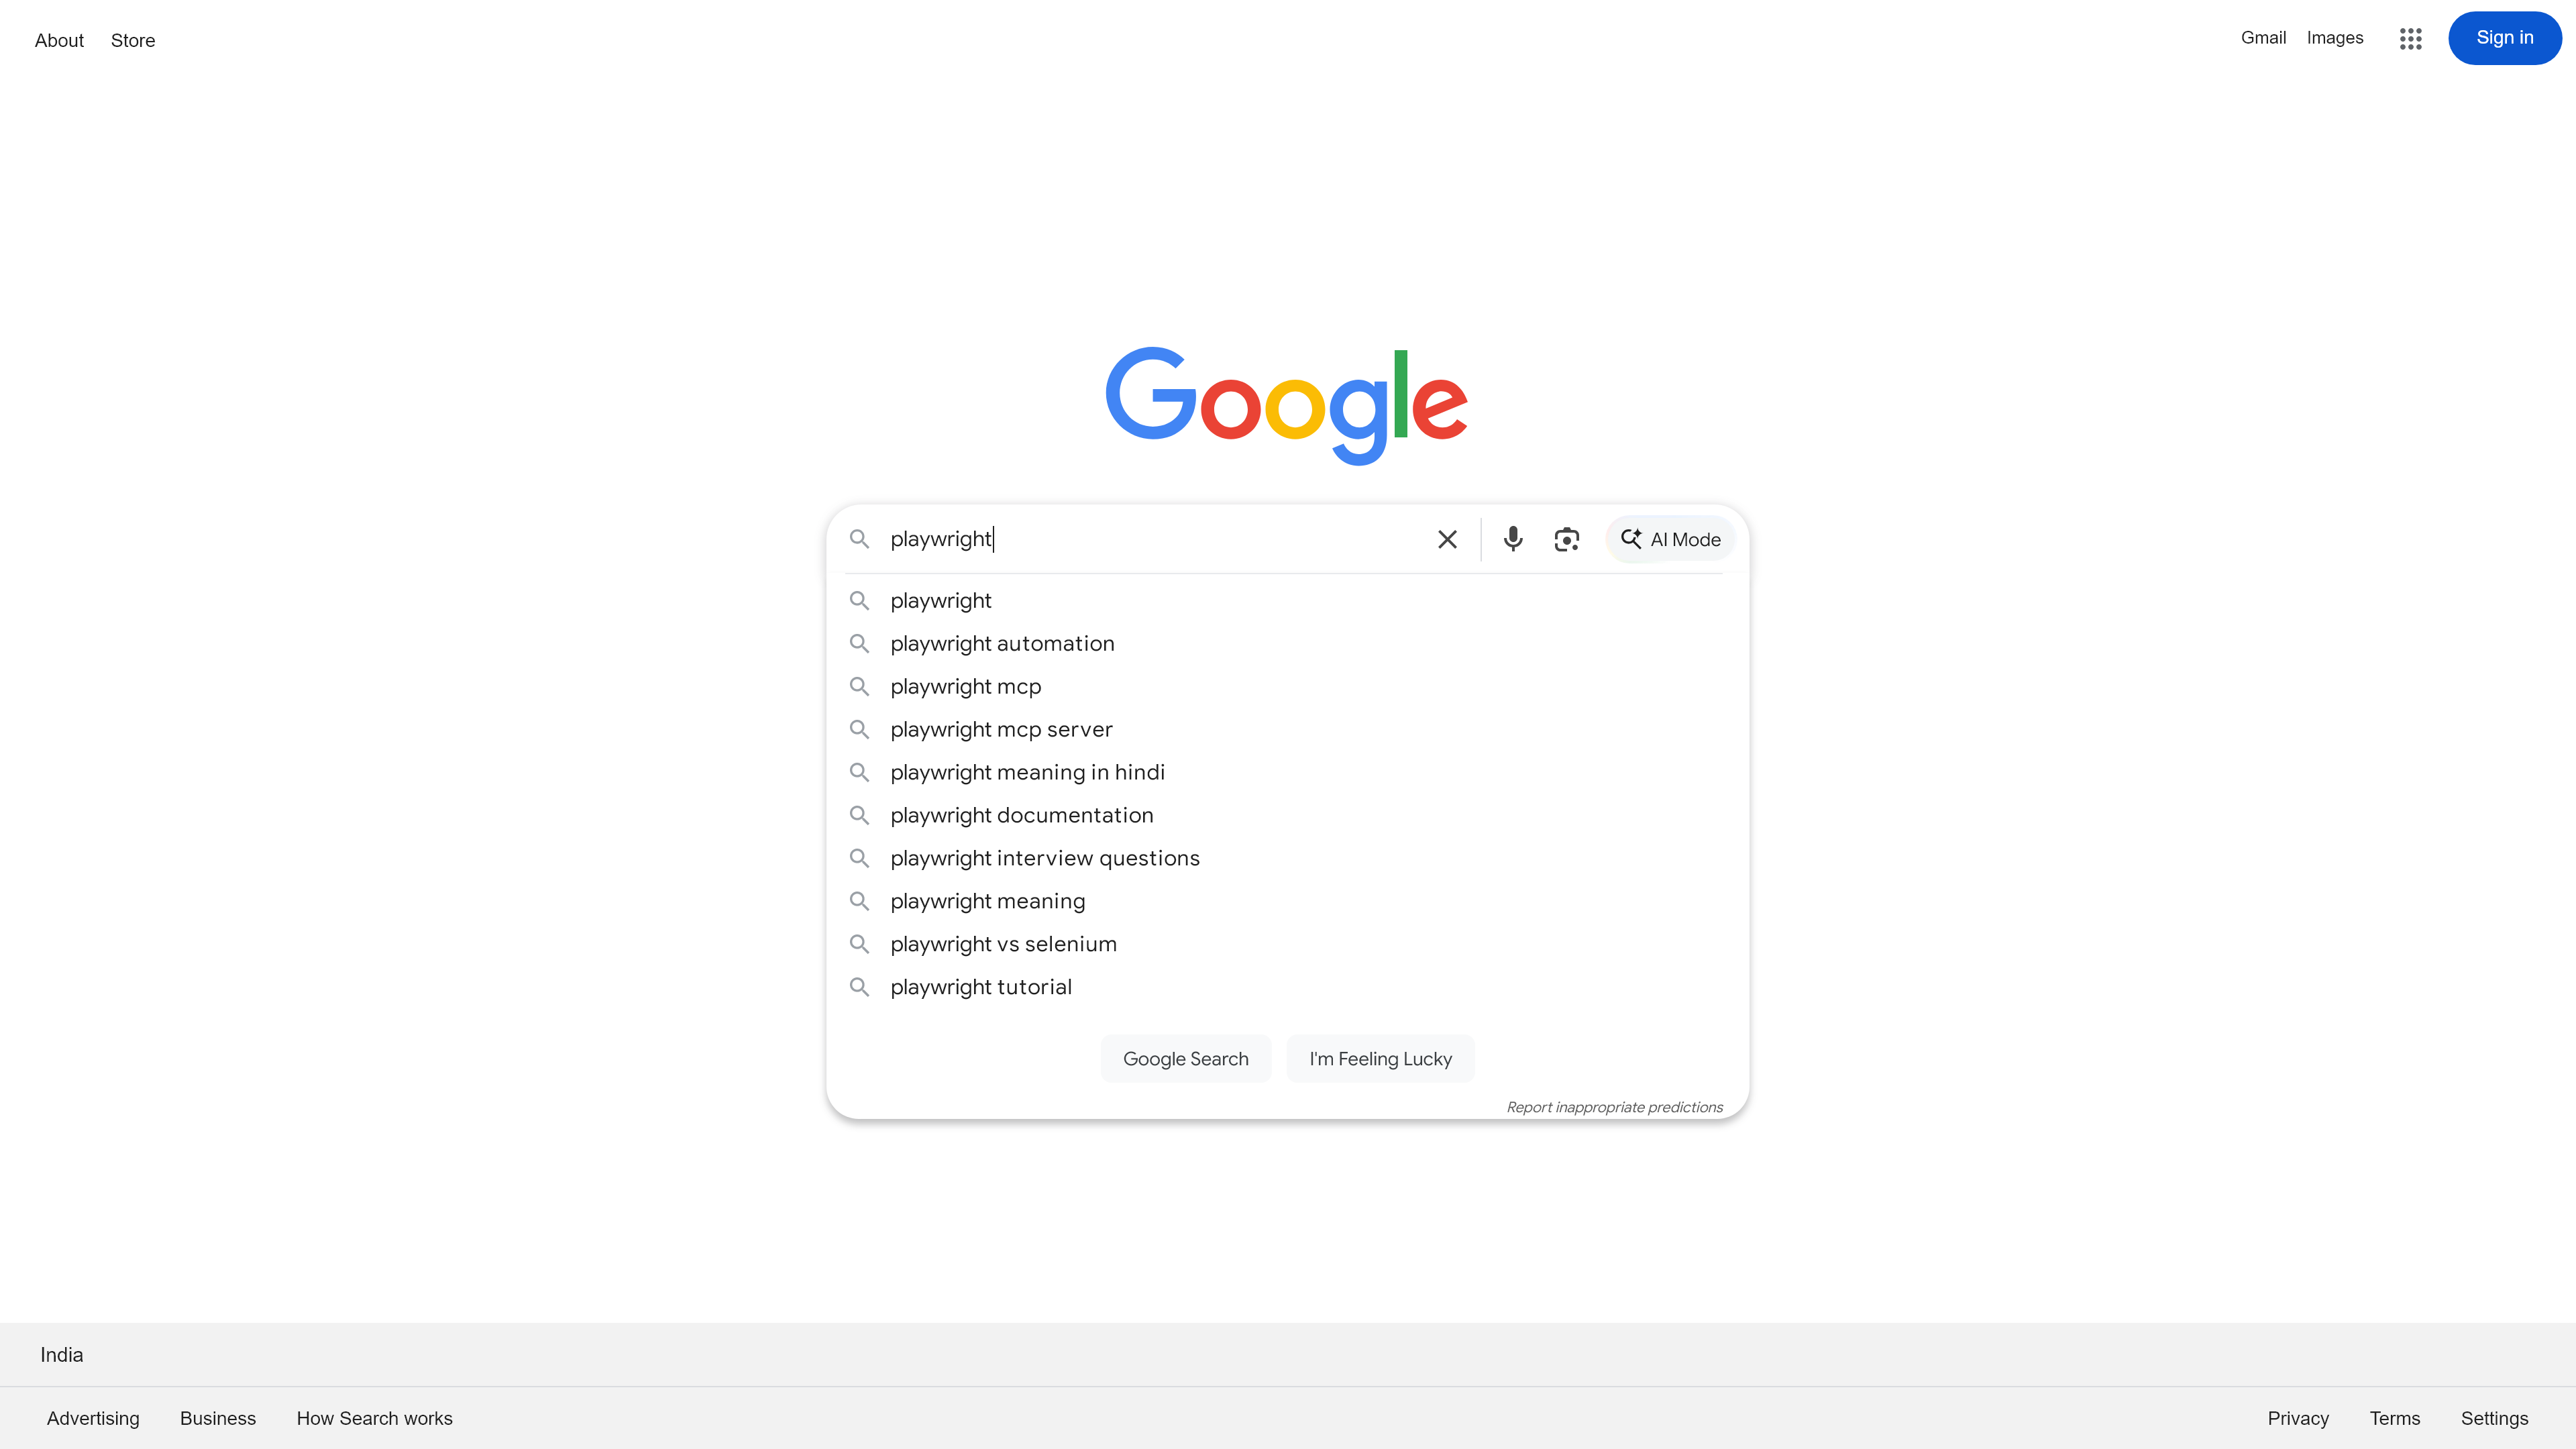 About Store Gmail Images Sign in
Google
playwright AI Mode
playwright
playwright automation
playwright mcp
playwright mcp server
playwright meaning in hindi
playwright documentation
playwright interview questions
playwright meaning
playwright vs selenium
playwright tutorial
Google Search I'm Feeling Lucky
Report inappropriate predictions
India
Advertising Business How Search works Privacy Terms Settings